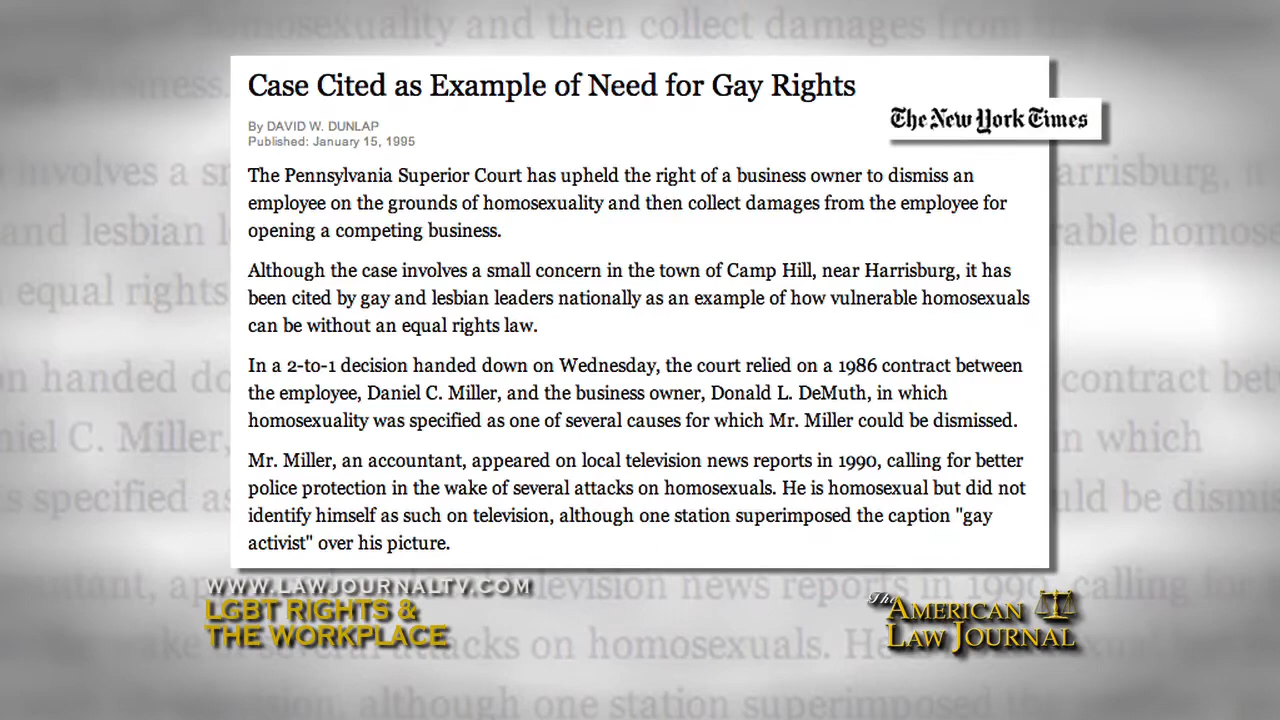 Case Cited as Example of Need for Gay Rights
By DAVID W. DUNLAP
Published: January 15, 1995
The New York Times
The Pennsylvania Superior Court has upheld the right of a business owner to dismiss an
employee on the grounds of homosexuality and then collect damages from the employee for
opening a competing business.
Although the case involves a small concern in the town of Camp Hill, near Harrisburg, it has
been cited by gay and lesbian leaders nationally as an example of how vulnerable homosexuals
can be without an equal rights law.
In a 2-to-1 decision handed down on Wednesday, the court relied on a 1986 contract between
the employee, Daniel C. Miller, and the business owner, Donald L. DeMuth, in which
homosexuality was specified as one of several causes for which Mr. Miller could be dismissed.
Mr. Miller, an accountant, appeared on local television news reports in 1990, calling for better
police protection in the wake of several attacks on homosexuals. He is homosexual but did not
identify himself as such on television, although one station superimposed the caption "gay
activist" over his picture.
WWW.LAWJOURNALTV.COM
LGBT RIGHTS &
THE WORKPLACE
The AMERICAN
LAW JOURNAL